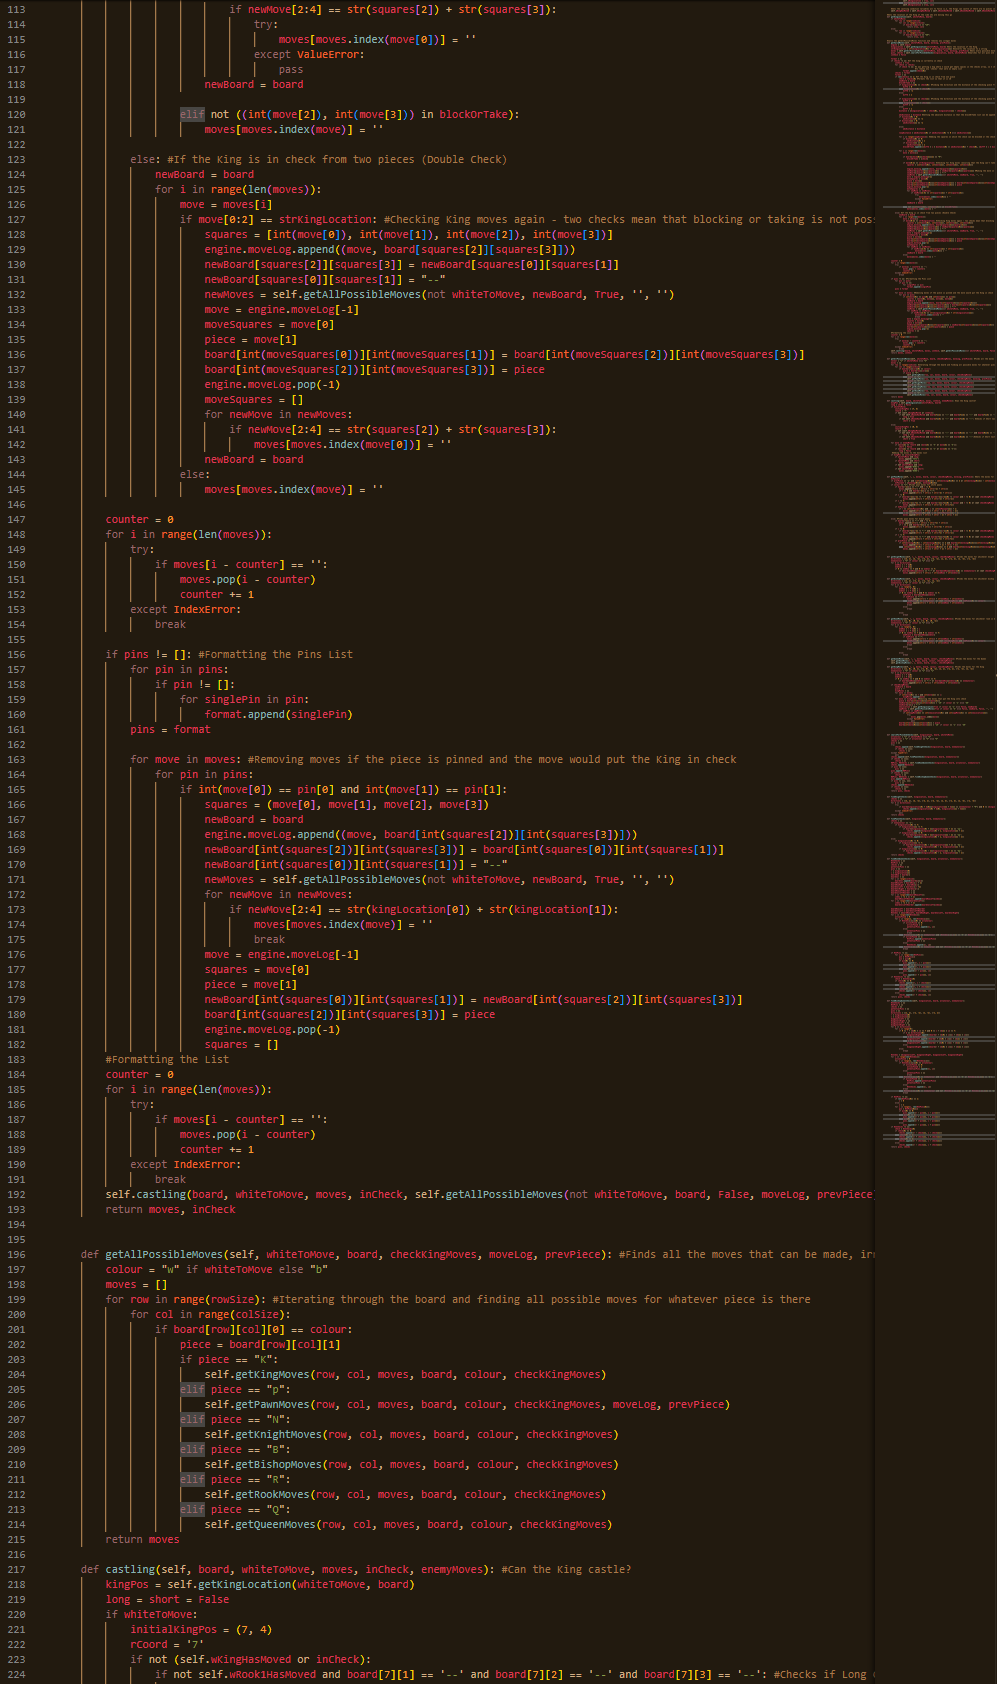 113 if newMove[2:4] == str(squares[2]) + str(squares[3]):
114 try:
115 moves[moves.index(move[0])] = ''
116 except ValueError:
117 pass
118 newBoard = board
119
120 elif not ((int(move[2]), int(move[3])) in blockOrTake):
121 moves[moves.index(move)] = ''
122
123 else: #If the King is in check from two pieces (Double Check)
124 newBoard = board
125 for i in range(len(moves)):
126 move = moves[i]
127 if move[0:2] == strKingLocation: #Checking King moves again - two checks mean that blocking or taking is not pos
128 squares = [int(move[0]), int(move[1]), int(move[2]), int(move[3])]
129 engine.moveLog.append((move, board[squares[2]][squares[3]]))
130 newBoard[squares[2]][squares[3]] = newBoard[squares[0]][squares[1]]
131 newBoard[squares[0]][squares[1]] = "--"
132 newMoves = self.getAllPossibleMoves(not whiteToMove, newBoard, True, '', '')
133 move = engine.moveLog[-1]
134 moveSquares = move[0]
135 piece = move[1]
136 board[int(moveSquares[0])][int(moveSquares[1])] = board[int(moveSquares[2])][int(moveSquares[3])]
137 board[int(moveSquares[2])][int(moveSquares[3])] = piece
138 engine.moveLog.pop(-1)
139 moveSquares = []
140 for newMove in newMoves:
141 if newMove[2:4] == str(squares[2]) + str(squares[3]):
142 moves[moves.index(move[0])] = ''
143 newBoard = board
144 else:
145 moves[moves.index(move)] = ''
146
147 counter = 0
148 for i in range(len(moves)):
149 try:
150 if moves[i - counter] == '':
151 moves.pop(i - counter)
152 counter += 1
153 except IndexError:
154 break
155
156 if pins != []: #Formatting the Pins List
157 for pin in pins:
158 if pin != []:
159 for singlePin in pin:
160 format.append(singlePin)
161 pins = format
162
163 for move in moves: #Removing moves if the piece is pinned and the move would put the King in check
164 for pin in pins:
165 if int(move[0]) == pin[0] and int(move[1]) == pin[1]:
166 squares = (move[0], move[1], move[2], move[3])
167 newBoard = board
168 engine.moveLog.append((move, board[int(squares[2])][int(squares[3])]))
169 newBoard[int(squares[2])][int(squares[3])] = board[int(squares[0])][int(squares[1])]
170 newBoard[int(squares[0])][int(squares[1])] = "--"
171 newMoves = self.getAllPossibleMoves(not whiteToMove, newBoard, True, '', '')
172 for newMove in newMoves:
173 if newMove[2:4] == str(kingLocation[0]) + str(kingLocation[1]):
174 moves[moves.index(move)] = ''
175 break
176 move = engine.moveLog[-1]
177 squares = move[0]
178 piece = move[1]
179 newBoard[int(squares[0])][int(squares[1])] = newBoard[int(squares[2])][int(squares[3])]
180 board[int(squares[2])][int(squares[3])] = piece
181 engine.moveLog.pop(-1)
182 squares = []
183 #Formatting the List
184 counter = 0
185 for i in range(len(moves)):
186 try:
187 if moves[i - counter] == '':
188 moves.pop(i - counter)
189 counter += 1
190 except IndexError:
191 break
192 self.castling(board, whiteToMove, moves, inCheck, self.getAllPossibleMoves(not whiteToMove, board, False, moveLog, prevPiece)
193 return moves, inCheck
194
195
196 def getAllPossibleMoves(self, whiteToMove, board, checkKingMoves, moveLog, prevPiece): #Finds all the moves that can be made, irr
197 colour = "W" if whiteToMove else "b"
198 moves = []
199 for row in range(rowSize): #Iterating through the board and finding all possible moves for whatever piece is there
200 for col in range(colSize):
201 if board[row][col][0] == colour:
202 piece = board[row][col][1]
203 if piece == "K":
204 self.getKingMoves(row, col, moves, board, colour, checkKingMoves)
205 elif piece == "p":
206 self.getPawnMoves(row, col, moves, board, colour, checkKingMoves, moveLog, prevPiece)
207 elif piece == "N":
208 self.getKnightMoves(row, col, moves, board, colour, checkKingMoves)
209 elif piece == "B":
210 self.getBishopMoves(row, col, moves, board, colour, checkKingMoves)
211 elif piece == "R":
212 self.getRookMoves(row, col, moves, board, colour, checkKingMoves)
213 elif piece == "Q":
214 self.getQueenMoves(row, col, moves, board, colour, checkKingMoves)
215 return moves
216
217 def castling(self, board, whiteToMove, moves, inCheck, enemyMoves): #Can the King castle?
218 kingPos = self.getKingLocation(whiteToMove, board)
219 long = short = False
220 if whiteToMove:
221 initialKingPos = (7, 4)
222 rCoord = '7'
223 if not (self.wKingHasMoved or inCheck):
224 if not self.wRook1HasMoved and board[7][1] == '--' and board[7][2] == '--' and board[7][3] == '--': #Checks if Long